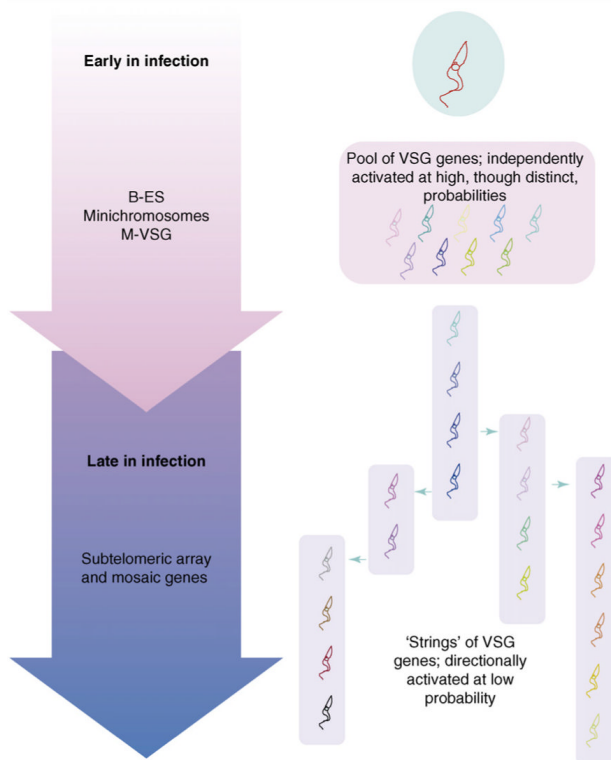 Early in infection
B-ES
Minichromosomes
M-VSG
Pool of VSG genes; independently
activated at high, though distinct,
probabilities
Late in infection
Subtelomeric array
and mosaic genes
‘Strings’ of VSG
genes; directionally
activated at low
probability